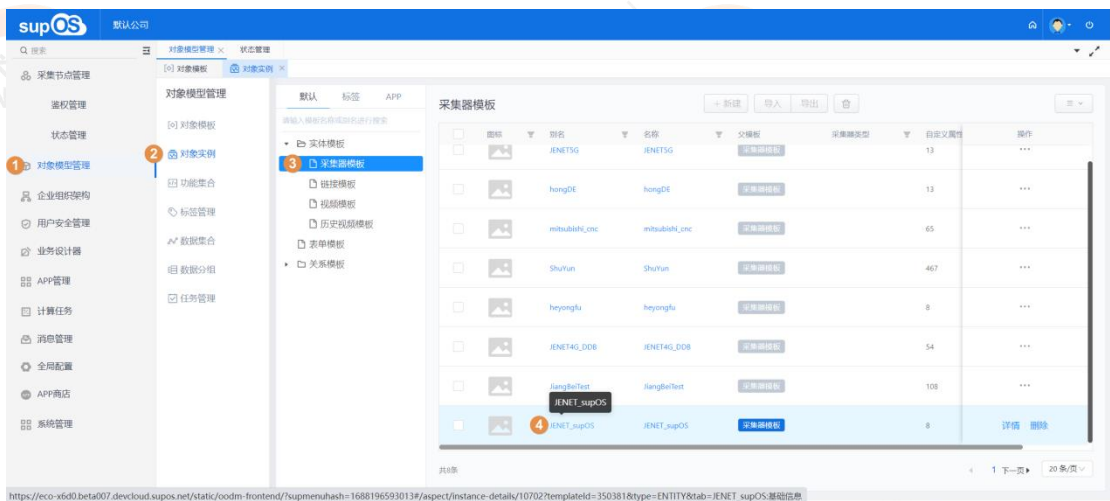 supOS 默认公司
搜索
采集节点管理
鉴权管理
状态管理
1 对象模型管理
企业组织架构
用户安全管理
业务设计器
APP管理
计算任务
消息管理
全局配置
APP商店
系统管理
对象模型管理 × 状态管理
[o] 对象模板 对象实例 ×
对象模型管理
[o] 对象模板
2 对象实例
功能集合
标签管理
数据集合
数据分组
任务管理
默认 标签 APP
请输入模板名称或别名进行搜索
实体模板
3 采集器模板
链接模板
视频模板
历史视频模板
表单模板
关系模板
采集器模板 + 新建 导入 导出
图标 别名 名称 父模板 采集器类型 自定义属性 操作
JENET5G JENET5G 采集器模板 13 ···
hongDE hongDE 采集器模板 13 ···
mitsubishi_cnc mitsubishi_cnc 采集器模板 65 ···
ShuYun ShuYun 采集器模板 467 ···
heyongfu heyongfu 采集器模板 8 ···
JENET4G_DDB JENET4G_DDB 采集器模板 54 ···
JiangBeiTest JiangBeiTest 采集器模板 108 ···
JENET_supOS
4 JENET_supOS JENET_supOS 采集器模板 8 详情 删除
共8条 1 下一页 20 条/页
https://eco-x6d0.beta007.devcloud.supos.net/static/oodm-frontend/?supmenuhash=1688196593013#/aspect/instance-details/10702?templateId=350381&type=ENTITY&tab=JENET_supOS:基础信息